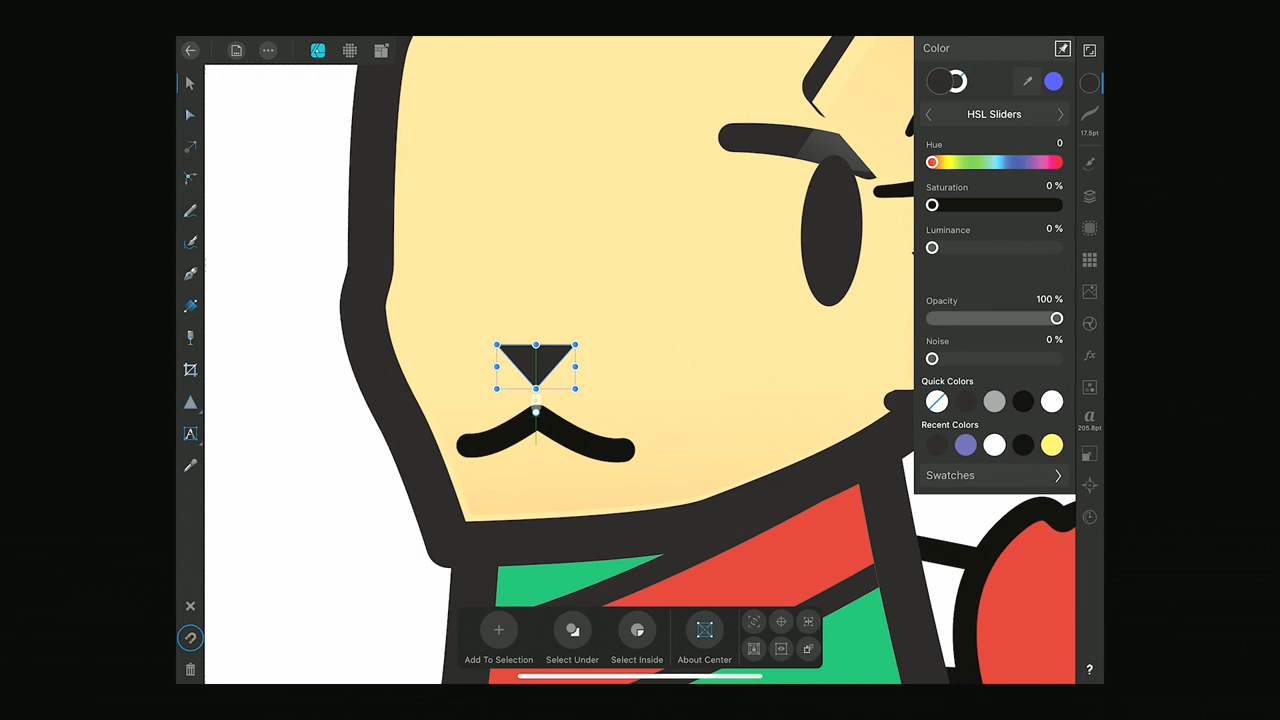 Color
HSL Sliders
Hue
0
17.5pt
Saturation
0 %
Luminance
0 %
Opacity
100 %
Noise
0 %
Quick Colors
a
205.8pt
Recent Colors
Swatches
A
Add To Selection
Select Under
Select Inside
About Center
fx
?